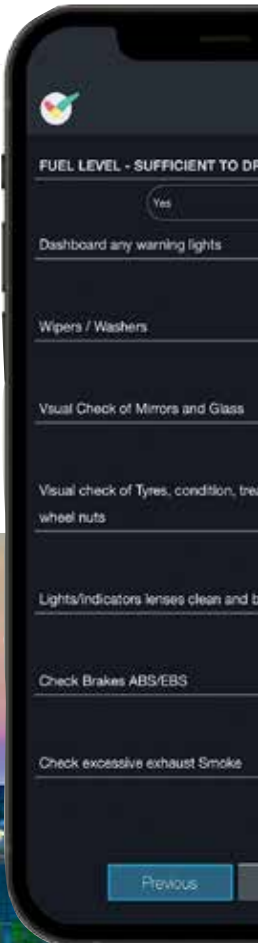 FUEL LEVEL - SUFFICIENT TO
Yes
Dashboard any warning lights
Wipers / Washers
Vsual Check of Mirrors and Glass
Visual check of Tyres, condition,
wheel nuts
Lights/indicators lenses clean and
Check Brakes ABS/EBS
Check excessive exhaust Smoke
Previous